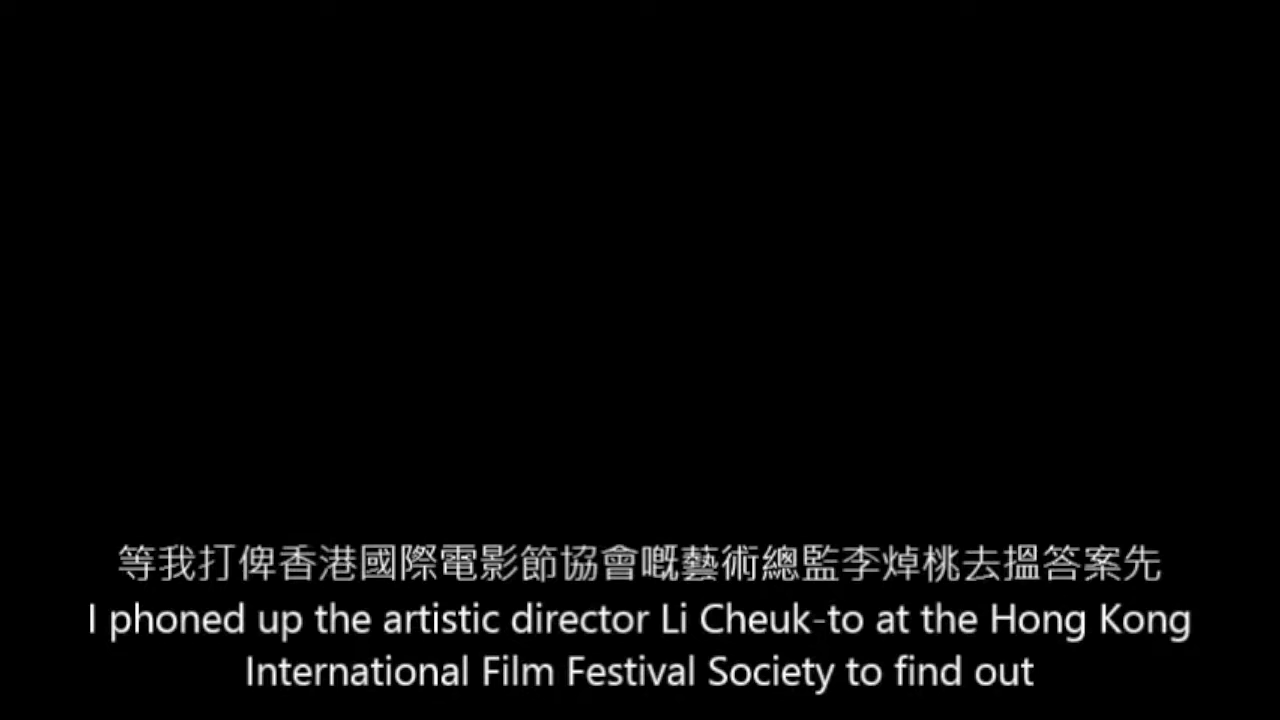 等我打俾香港國際電影節協會嘅藝術總監李焯桃去搵答案先
I phoned up the artistic director Li Cheuk-to at the Hong Kong
International Film Festival Society to find out